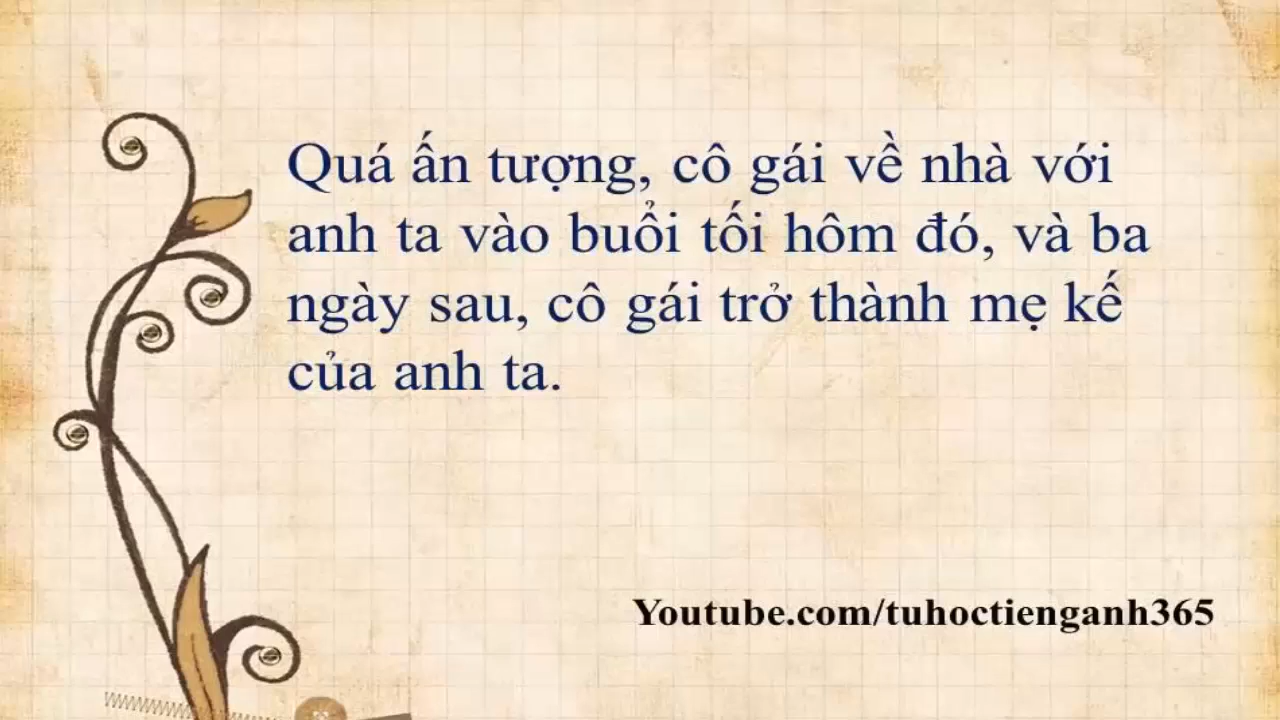 Quá ấn tượng, cô gái về nhà với
anh ta vào buổi tối hôm đó, và ba
ngày sau, cô gái trở thành mẹ kế
của anh ta.
Youtube.com/tuhoctienganh365